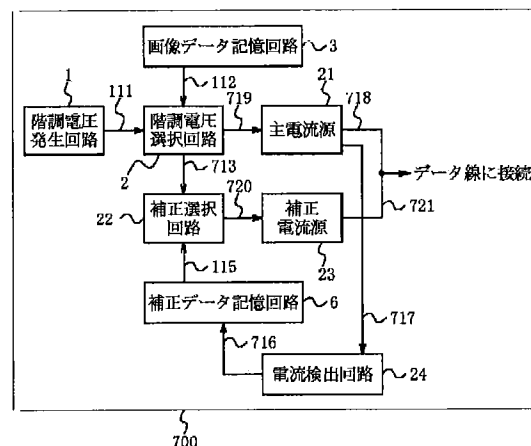 画像データ記憶回路
3
1
111
112
21
階調電圧
発生回路
階調電圧
選択回路
719
主電流源
718
2
713
データ線に接続
補正選択
回路
720
補正
電流源
721
22
23
115
補正データ記憶回路
6
717
716
電流検出回路
24
700